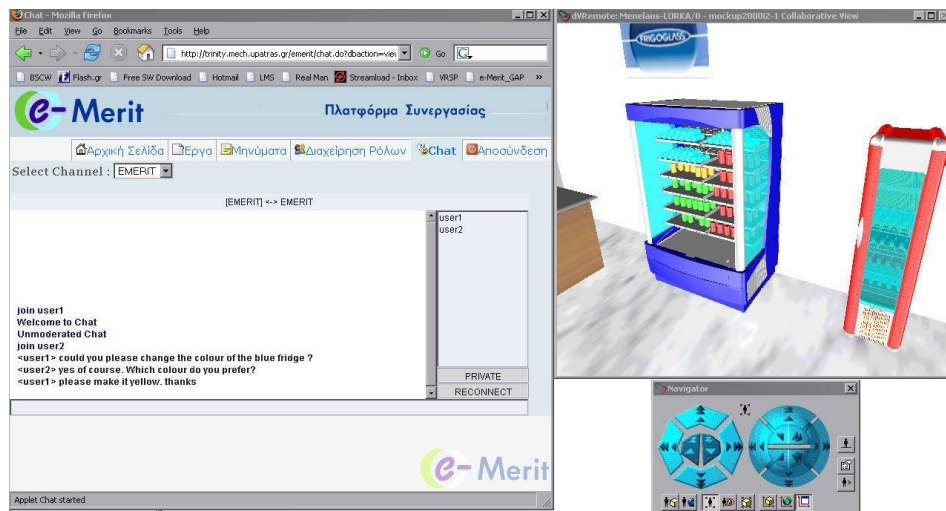 Chat - Mozilla Firefox
File Edit View Go Bookmarks Tools Help
http://trinity.mech.upatras.gr/emerit/chat.do?dbaction=vie
Go
BSCW Flash.gr Free SW Download Hotmail LMS Real Man Streamload - Inbox VRSP e-Merit_GAP »
e-Merit
Πλατφόρμα Συνεργασίας
Αρχική Σελίδα Έργα Μηνύματα Διαχείρηση Ρόλων Chat Αποσύνδεση
Select Channel : EMERIT
[EMERIT] <-> EMERIT
user1
user2
join user1
Welcome to Chat
Unmoderated Chat
join user2
<user1> could you please change the colour of the blue fridge ?
<user2> yes of course. Which colour do you prefer?
<user1> please make it yellow. thanks
PRIVATE
RECONNECT
e-Merit
Applet Chat started
dVRemote: Menelaos-LORKA/0 - mockup2000i2-1 Collaborative View
FRIGOGLASS
Navigator